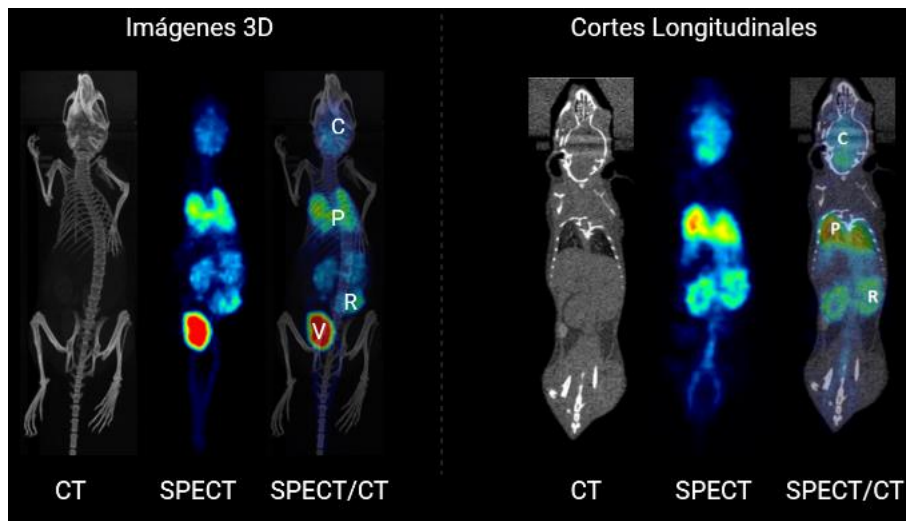 Imágenes 3D
Cortes Longitudinales
C
P
R
V
C
P
R
CT
SPECT
SPECT/CT
CT
SPECT
SPECT/CT